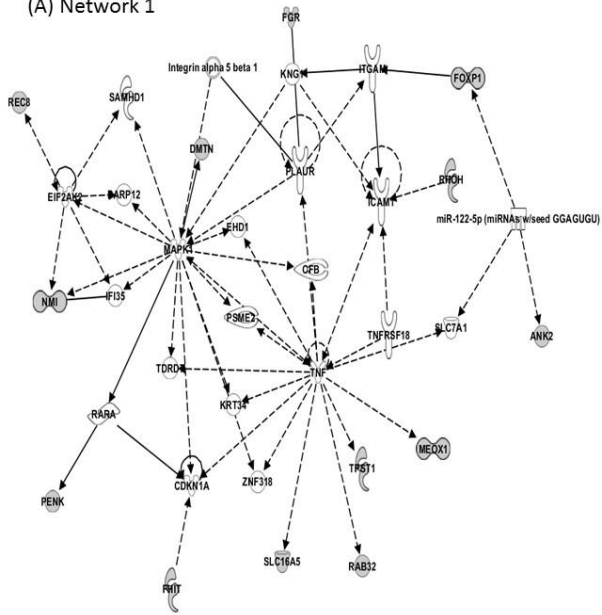 (A) Network 1
FGR
Integrin alpha 5 beta 1
KNG1
ITGAM
FOXP1
REC8
SAMHD1
DMTN
PLAUR
RHOH
EIF2AK2
PARP12
ICAM1
miR-122-5p (miRNAs w/seed GGAGUGU)
EHD1
MAPK1
CFB
NMI
IFI35
PSME2
TNFRSF18
SLC7A1
ANK2
TDRD7
TNF
RARA
KRT34
MEOX1
TPST1
CDKN1A
ZNF318
PENK
SLC16A5
RAB32
FHIT